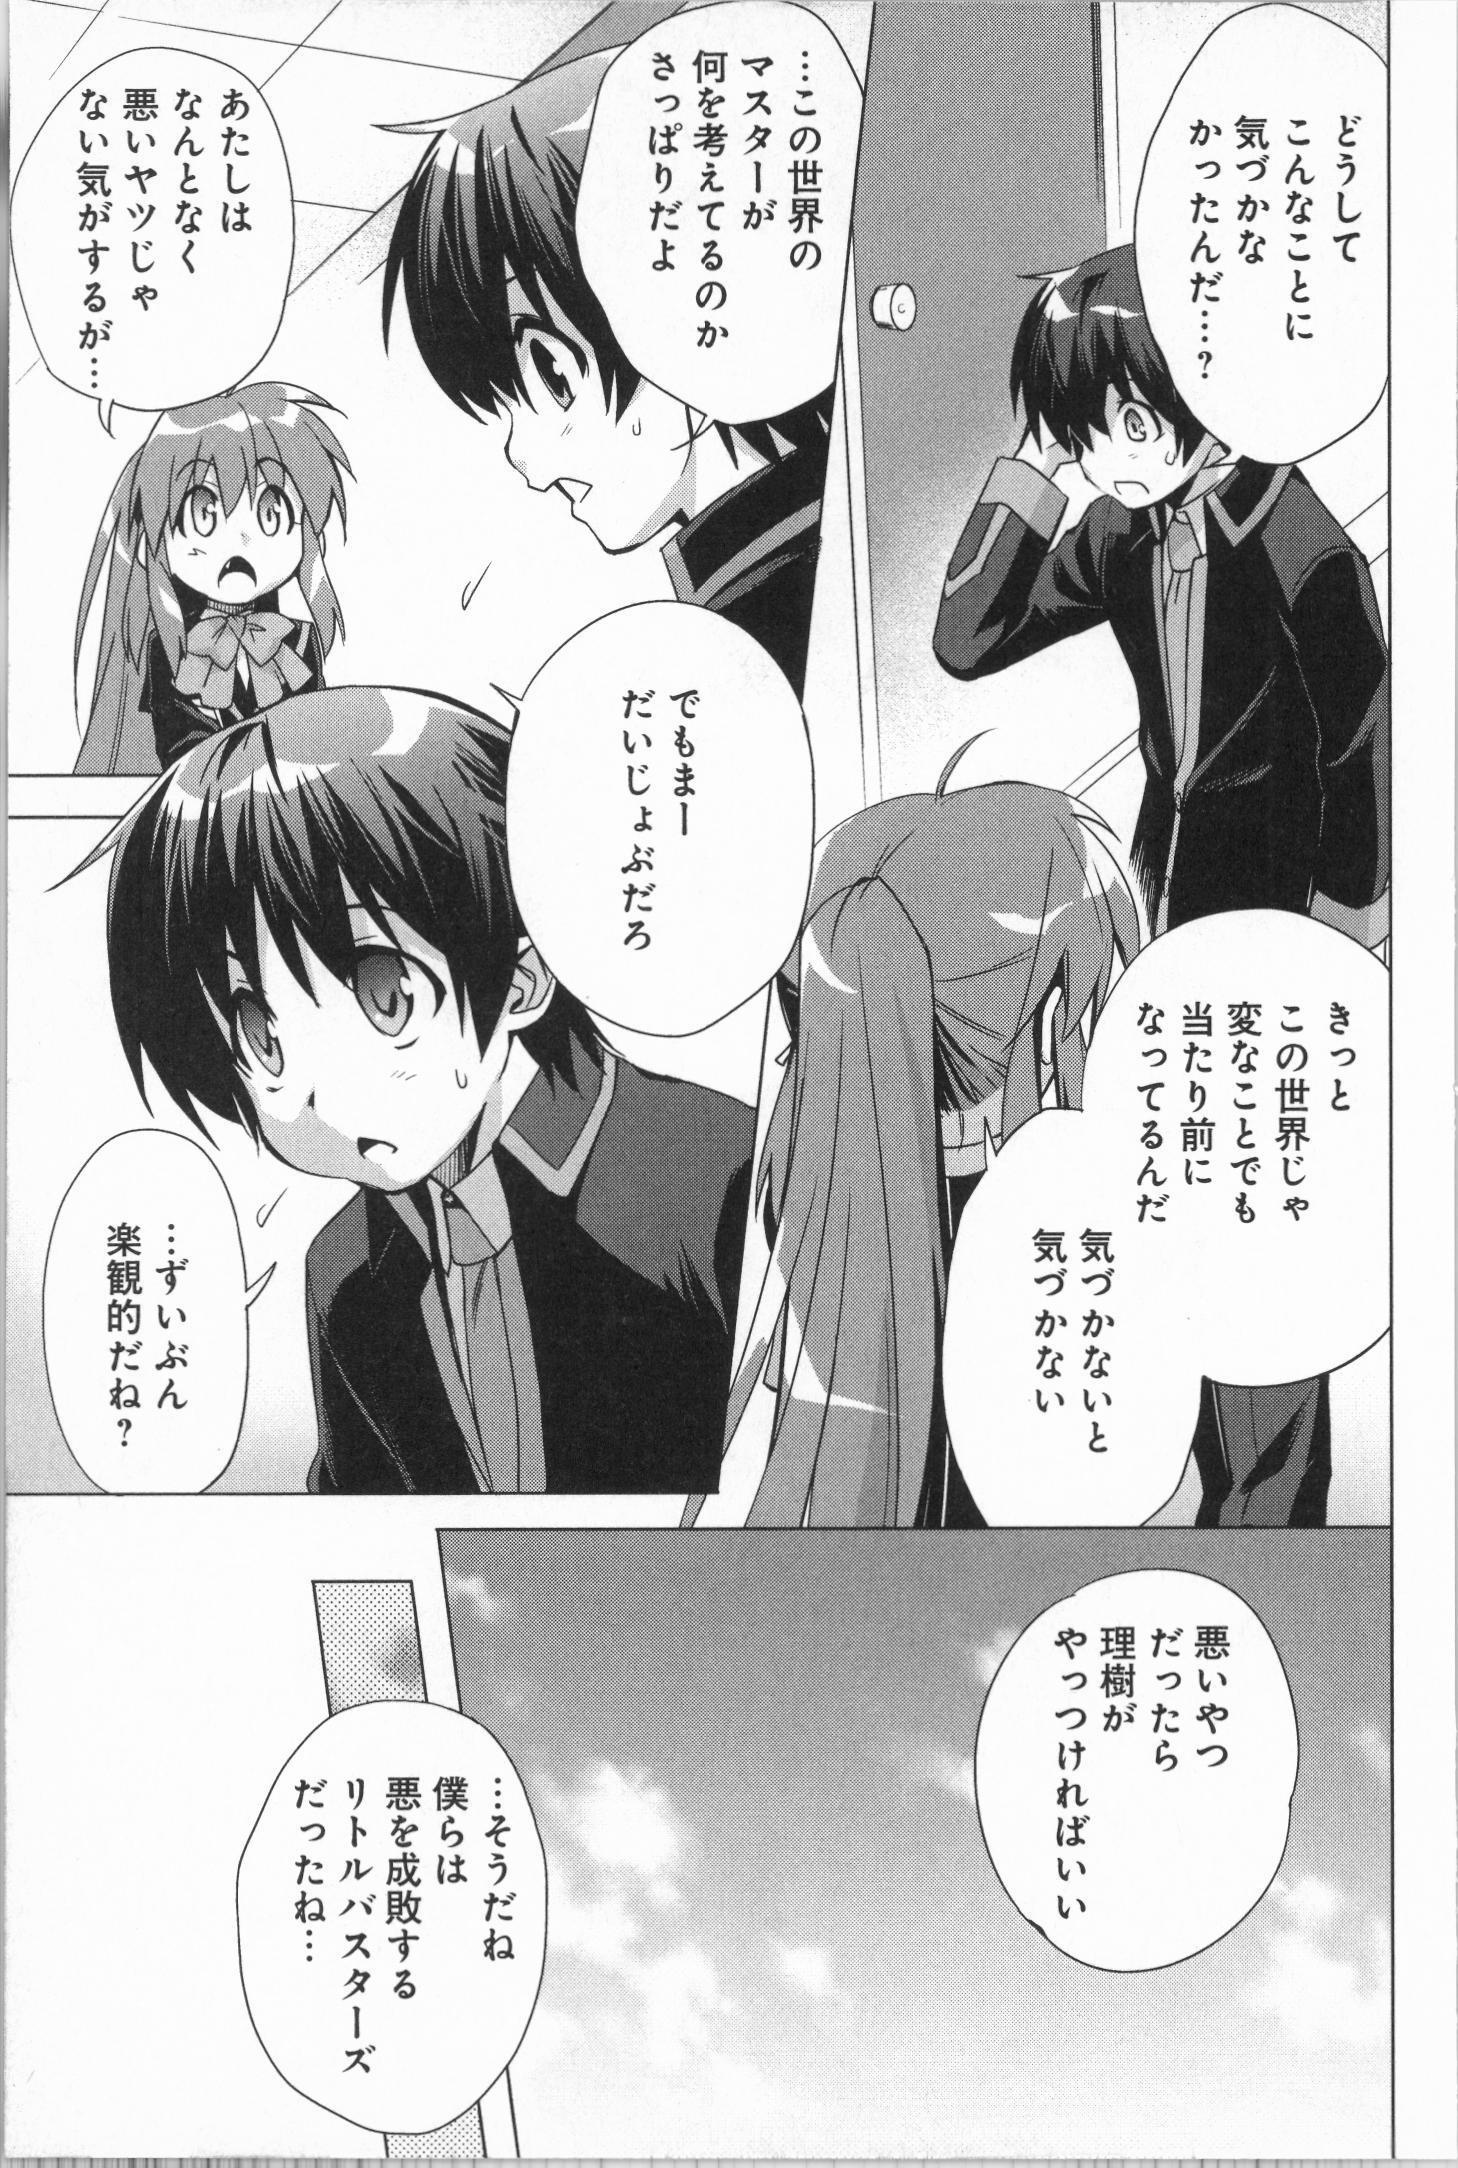 どうして
こんなことに
気づかな
かったんだ…?
きっと
この世界じゃ
変なことでも
当たり前に
なってるんだ
気づかないと
気づかない
…この世界の
マスターが
何を考えてるのか
さっぱりだよ
あたしは
なんとなく
悪いヤツじゃ
ない気がするが…
でもまー
だいじょぶだろ
…ずいぶん
楽観的だね?
悪いやつ
だったら
理樹が
やっつければいい
…そうだね
僕らは
悪を成敗する
リトルバスターズ
だったね…